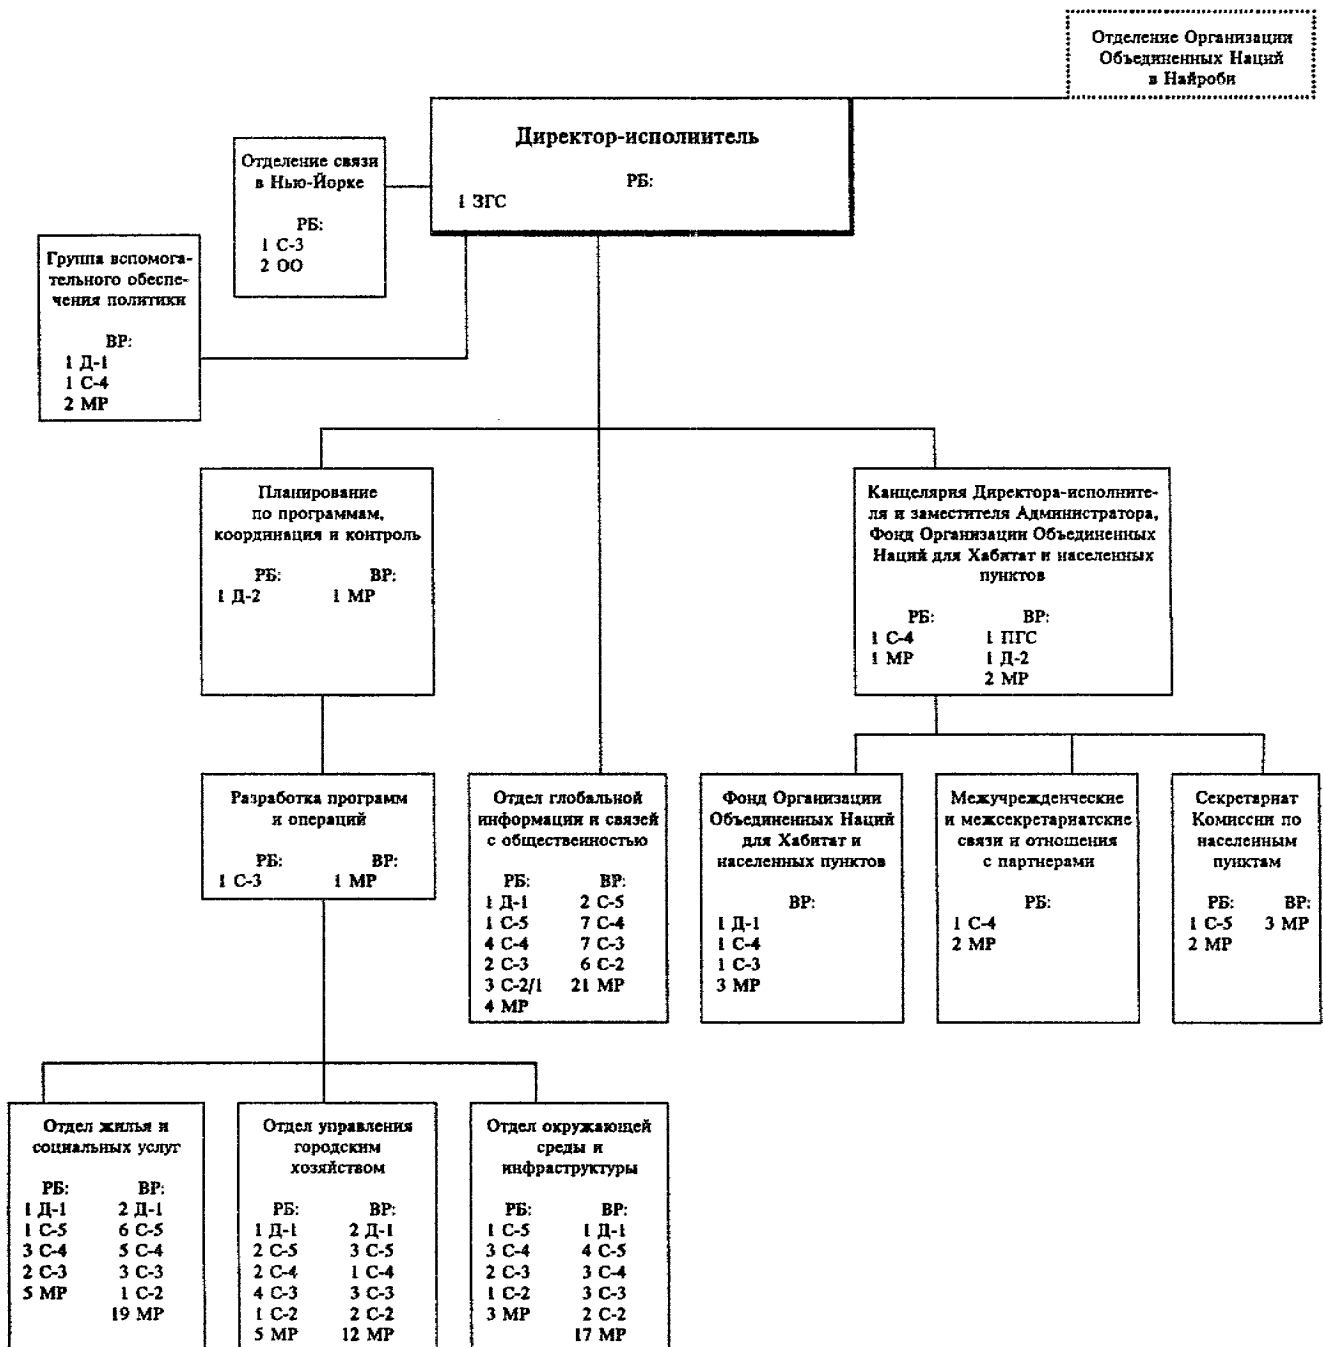 Отделение Организации
Объединенных Наций
в Найроби
Директор-исполнитель
РБ:
1 ЗГС
Отделение связи
в Нью-Йорке
РБ:
1 С-3
2 ОО
Группа вспомога-
тельного обеспе-
чения политики
ВР:
1 Д-1
1 С-4
2 МР
Планирование
по программам,
координация и контроль
РБ: ВР:
1 Д-2 1 МР
Канцелярия Директора-исполните-
ля и заместителя Администратора,
Фонд Организации Объединенных
Наций для Хабитат и населенных
пунктов
РБ: ВР:
1 С-4 1 ПГС
1 МР 1 Д-2
2 МР
Разработка программ
и операций
РБ: ВР:
1 С-3 1 МР
Отдел глобальной
информации и связей
с общественностью
РБ: ВР:
1 Д-1 2 С-5
1 С-5 7 С-4
4 С-4 7 С-3
2 С-3 6 С-2
3 С-2/1 21 МР
4 МР
Фонд Организации
Объединенных Наций
для Хабитат и
населенных пунктов
ВР:
1 Д-1
1 С-4
1 С-3
3 МР
Межучрежденческие
и межсекретариатские
связи и отношения
с партнерами
РБ:
1 С-4
2 МР
Секретариат
Комиссии по
населенным
пунктам
РБ: ВР:
1 С-5 3 МР
2 МР
Отдел жилья и
социальных услуг
РБ: ВР:
1 Д-1 2 Д-1
1 С-5 6 С-5
3 С-4 5 С-4
2 С-3 3 С-3
5 МР 1 С-2
19 МР
Отдел управления
городским
хозяйством
РБ: ВР:
1 Д-1 2 Д-1
2 С-5 3 С-5
2 С-4 1 С-4
4 С-3 3 С-3
1 С-2 2 С-2
5 МР 12 МР
Отдел окружающей
среды и
инфраструктуры
РБ: ВР:
1 С-5 1 Д-1
3 С-4 4 С-5
2 С-3 3 С-4
1 С-2 3 С-3
3 МР 2 С-2
17 МР